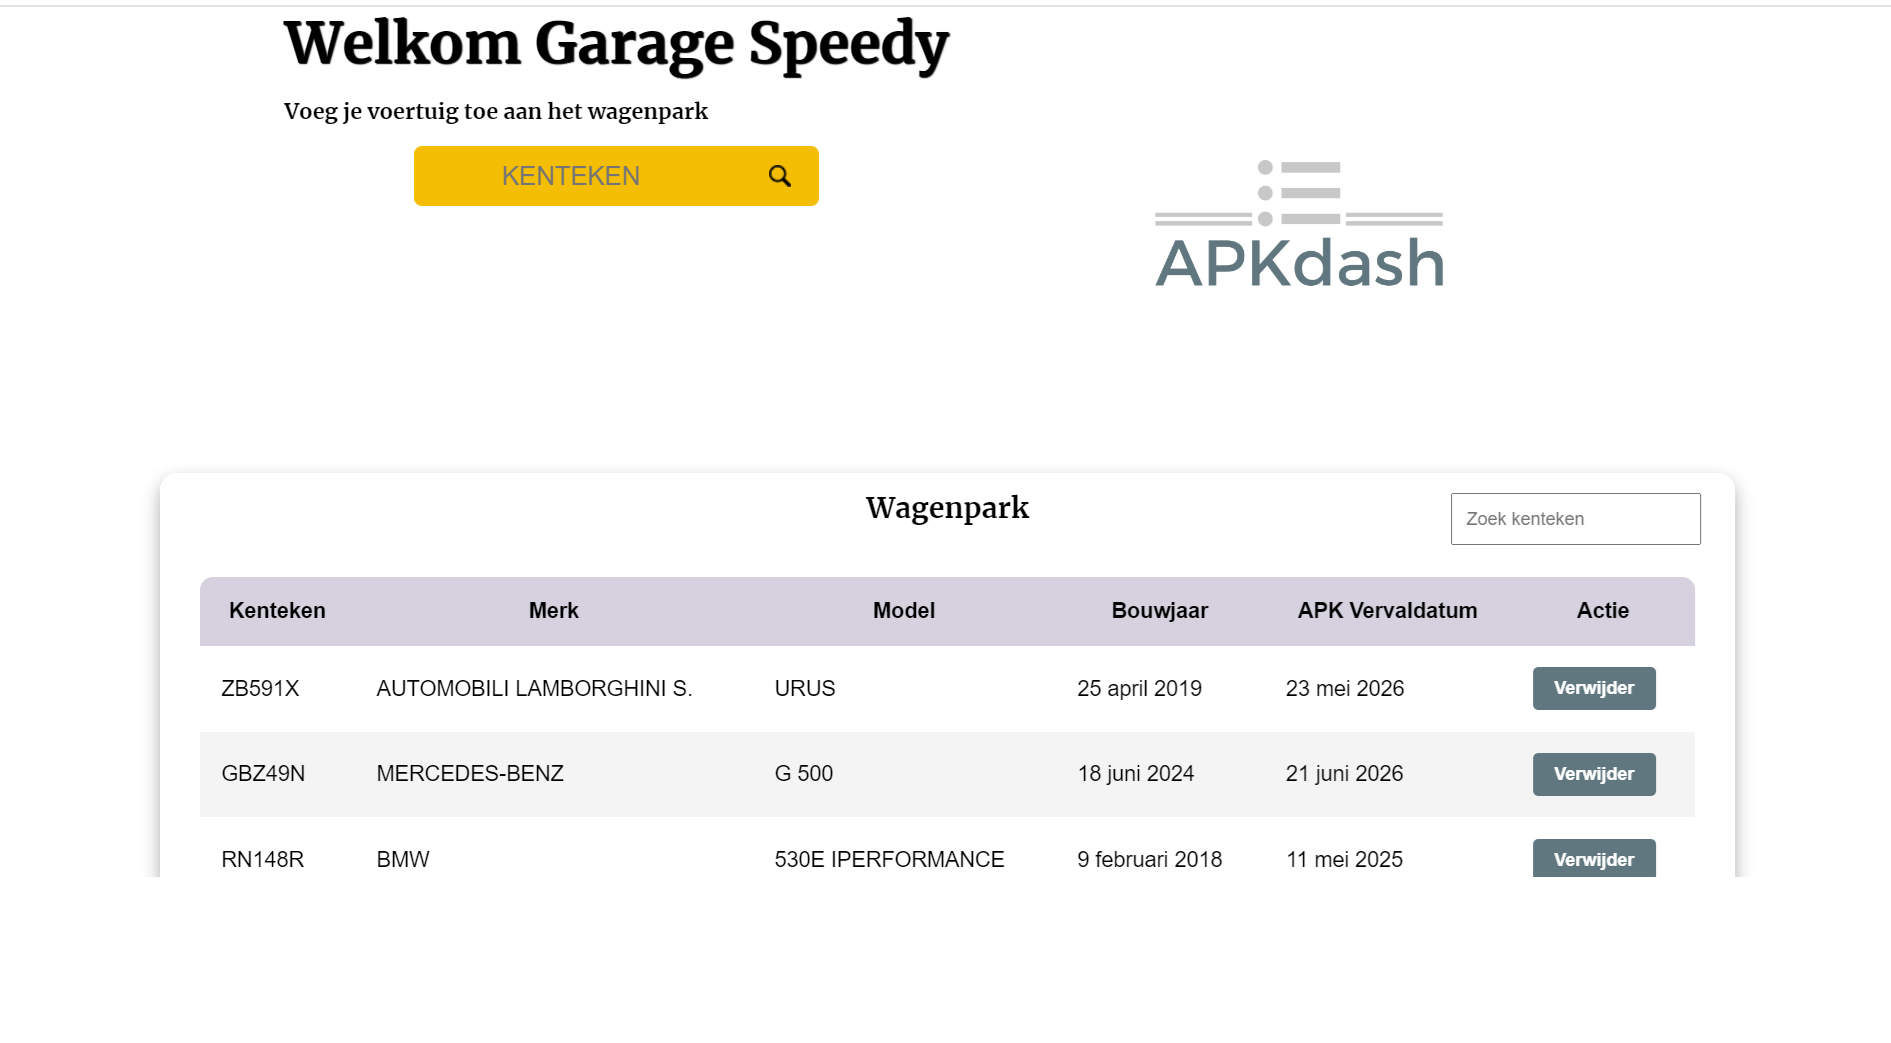 Welkom Garage Speedy
Voeg je voertuig toe aan het wagenpark
KENTEKEN
APKdash
Wagenpark
Zoek kenteken
Kenteken Merk Model Bouwjaar APK Vervaldatum Actie
ZB591X AUTOMOBILI LAMBORGHINI S. URUS 25 april 2019 23 mei 2026 Verwijder
GBZ49N MERCEDES-BENZ G 500 18 juni 2024 21 juni 2026 Verwijder
RN148R BMW 530E IPERFORMANCE 9 februari 2018 11 mei 2025 Verwijder